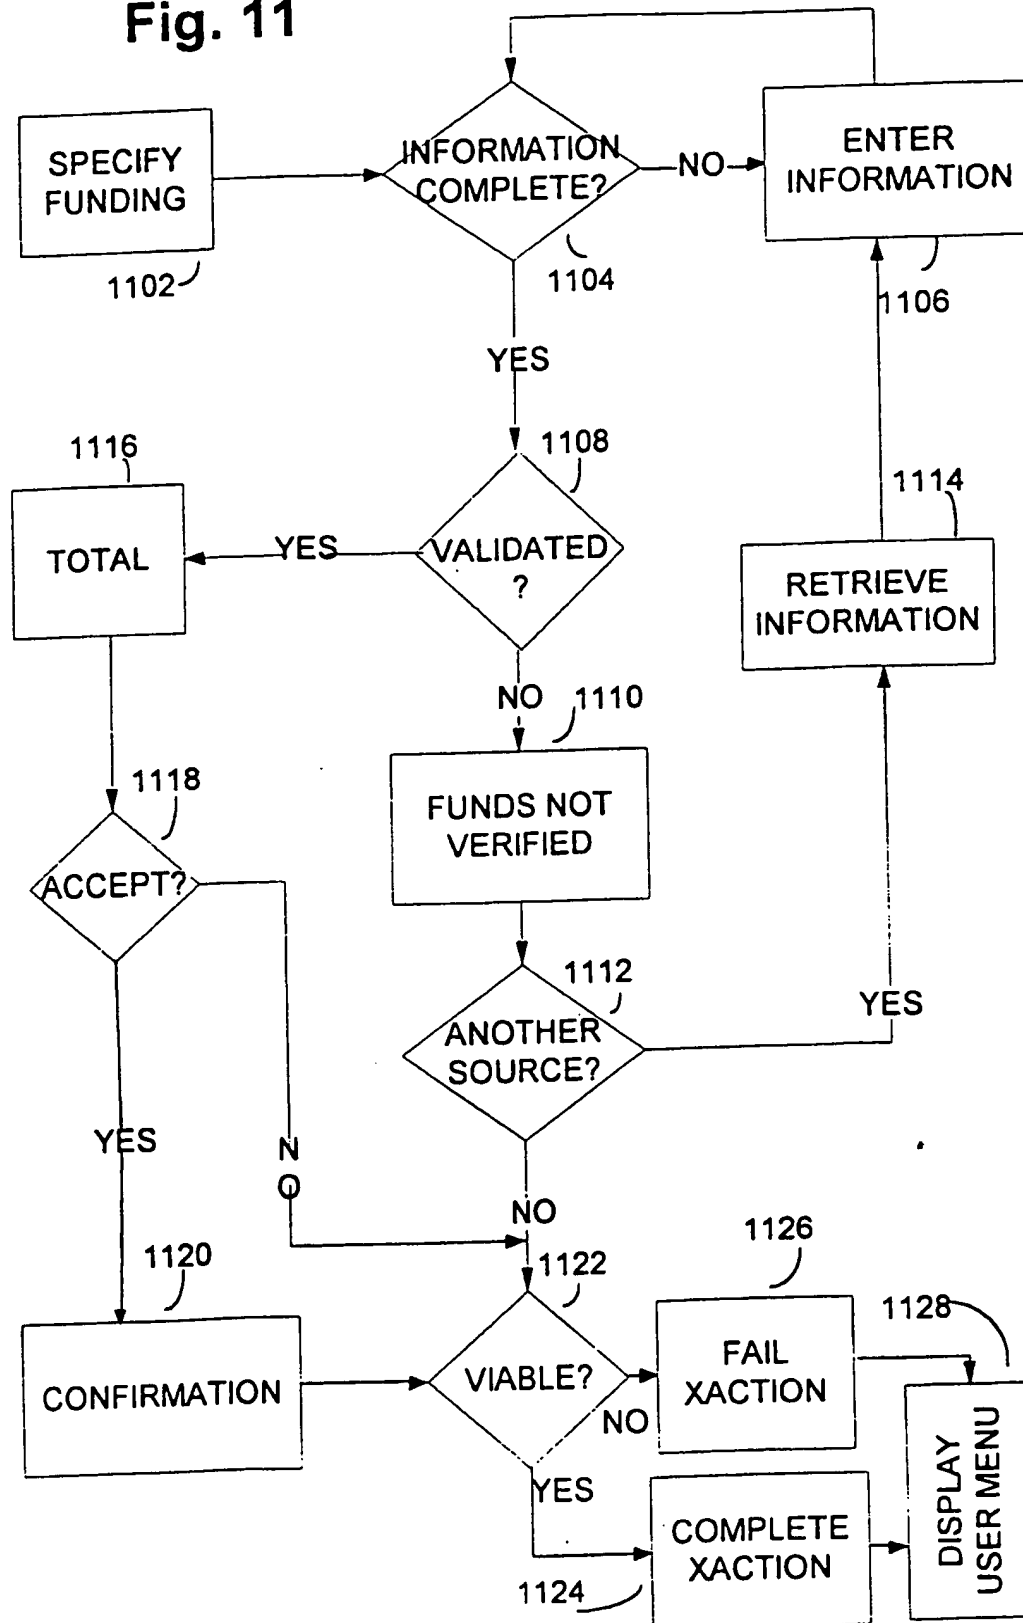 Fig. 11
SPECIFY
FUNDING
1102
INFORMATION
COMPLETE?
1104
NO
ENTER
INFORMATION
1106
YES
1108
VALIDATED
?
YES
1116
TOTAL
1114
RETRIEVE
INFORMATION
NO
1110
FUNDS NOT
VERIFIED
1118
ACCEPT?
1112
ANOTHER
SOURCE?
YES
YES
N
O
NO
1120
CONFIRMATION
1122
VIABLE?
NO
1126
FAIL
XACTION
1128
DISPLAY
USER MENU
YES
COMPLETE
XACTION
1124